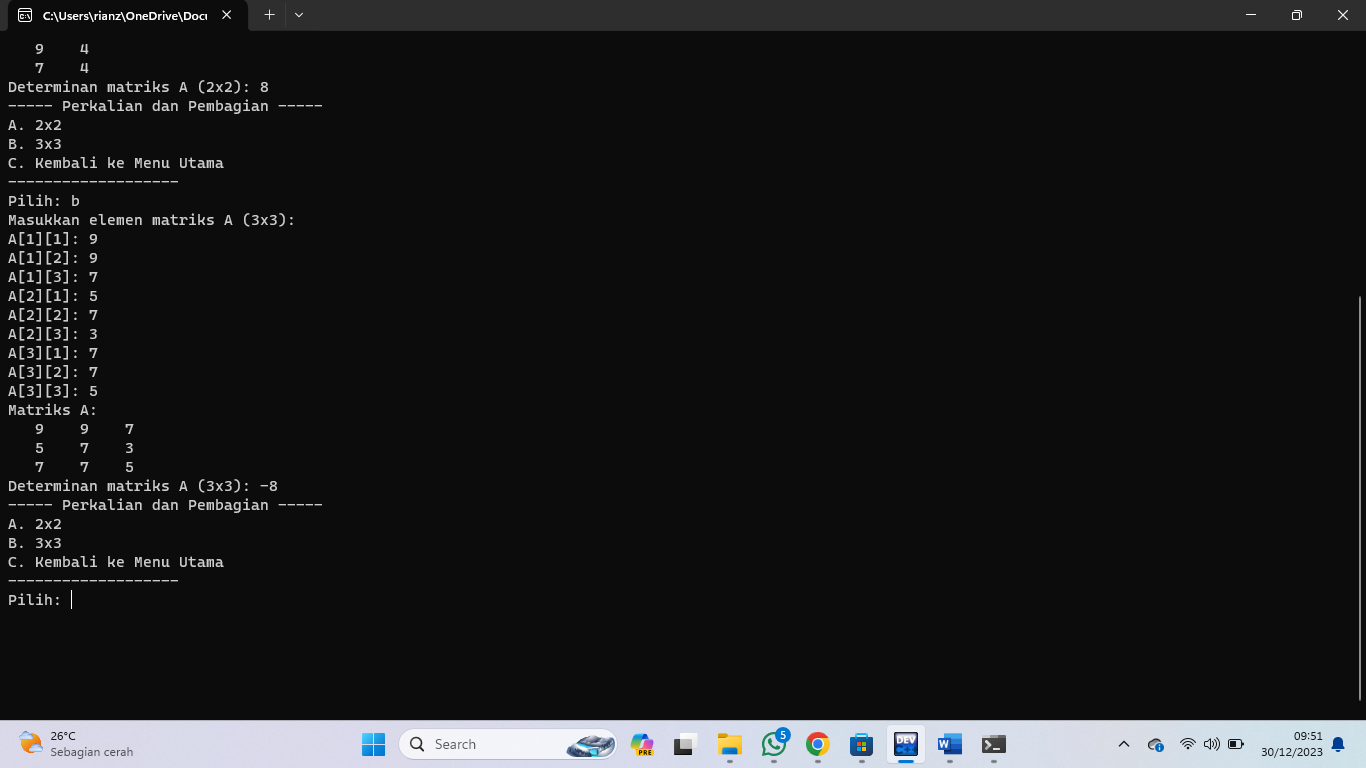 C:\Users\rianz\OneDrive\Docu
9 4
7 4
Determinan matriks A (2x2): 8
----- Perkalian dan Pembagian -----
A. 2x2
B. 3x3
C. Kembali ke Menu Utama
-------------------
Pilih: b
Masukkan elemen matriks A (3x3):
A[1][1]: 9
A[1][2]: 9
A[1][3]: 7
A[2][1]: 5
A[2][2]: 7
A[2][3]: 3
A[3][1]: 7
A[3][2]: 7
A[3][3]: 5
Matriks A:
9 9 7
5 7 3
7 7 5
Determinan matriks A (3x3): -8
----- Perkalian dan Pembagian -----
A. 2x2
B. 3x3
C. Kembali ke Menu Utama
-------------------
Pilih:
26°C
Sebagian cerah
Search
PRE
5
DEV
W
09:51
30/12/2023